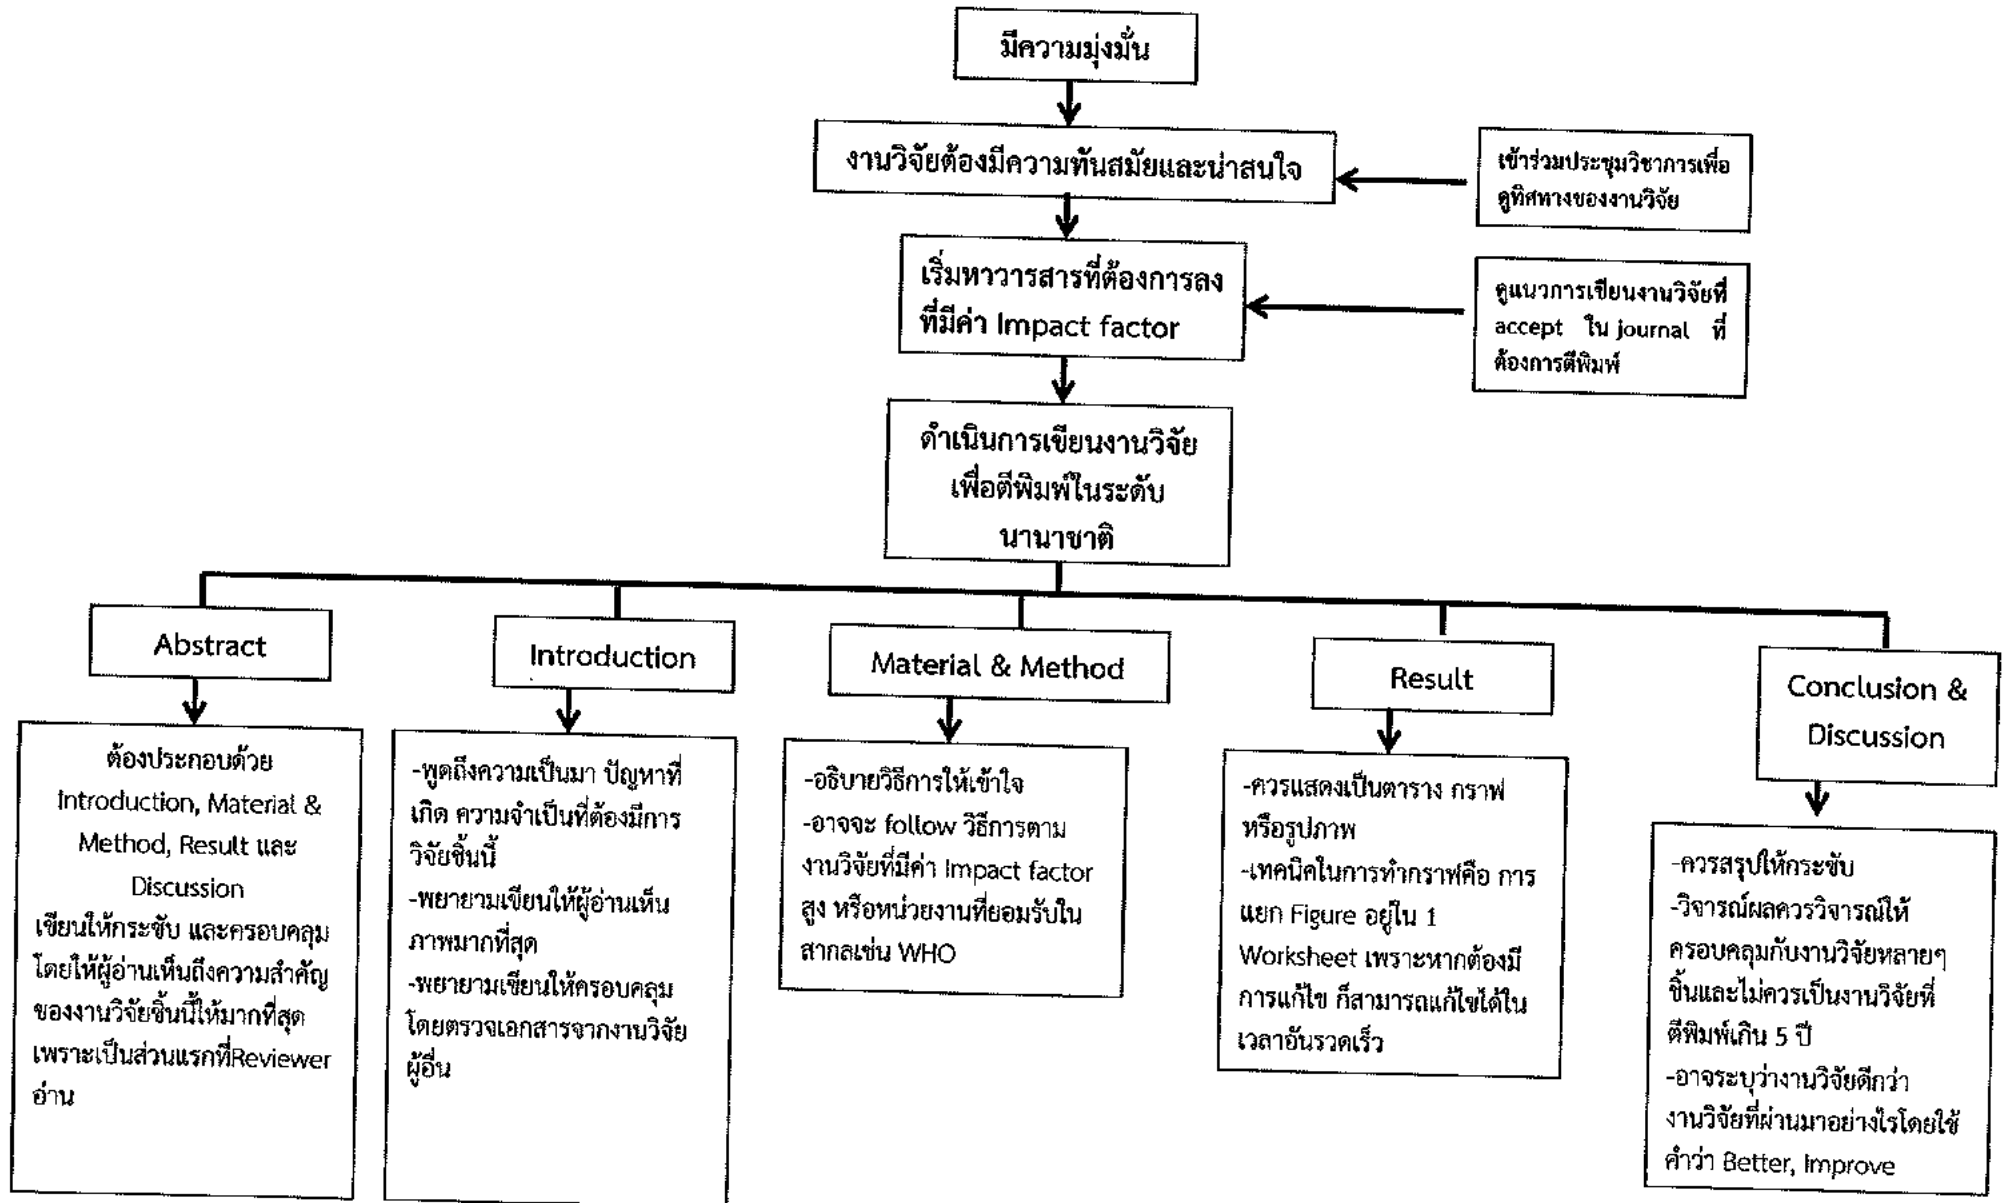 มีความมุ่งมั่น
งานวิจัยต้องมีความทันสมัยและน่าสนใจ
เข้าร่วมประชุมวิชาการเพื่อ
ดูทิศทางของงานวิจัย
เริ่มหาวารสารที่ต้องการลง
ที่มีค่า Impact factor
ดูแนวการเขียนงานวิจัยที่
accept ใน journal ที่
ต้องการตีพิมพ์
ดำเนินการเขียนงานวิจัย
เพื่อตีพิมพ์ในระดับ
นานาชาติ
Abstract
ต้องประกอบด้วย
Introduction, Material &
Method, Result และ
Discussion
เขียนให้กระชับ และครอบคลุม
โดยให้ผู้อ่านเห็นถึงความสำคัญ
ของงานวิจัยชิ้นนี้ให้มากที่สุด
เพราะเป็นส่วนแรกที่Reviewer
อ่าน
Introduction
-พูดถึงความเป็นมา ปัญหาที่
เกิด ความจำเป็นที่ต้องมีการ
วิจัยชิ้นนี้
-พยายามเขียนให้ผู้อ่านเห็น
ภาพมากที่สุด
-พยายามเขียนให้ครอบคลุม
โดยตรวจเอกสารจากงานวิจัย
ผู้อื่น
Material & Method
-อธิบายวิธีการให้เข้าใจ
-อาจจะ follow วิธีการตาม
งานวิจัยที่มีค่า Impact factor
สูง หรือหน่วยงานที่ยอมรับใน
สากลเช่น WHO
Result
-ควรแสดงเป็นตาราง กราฟ
หรือรูปภาพ
-เทคนิคในการทำกราฟคือ การ
แยก Figure อยู่ใน 1
Worksheet เพราะหากต้องมี
การแก้ไข ก็สามารถแก้ไขได้ใน
เวลาอันรวดเร็ว
Conclusion &
Discussion
-ควรสรุปให้กระชับ
-วิจารณ์ผลควรวิจารณ์ให้
ครอบคลุมกับงานวิจัยหลายๆ
ชิ้นและไม่ควรเป็นงานวิจัยที่
ตีพิมพ์เกิน 5 ปี
-อาจระบุว่างานวิจัยดีกว่า
งานวิจัยที่ผ่านมาอย่างไรโดยใช้
คำว่า Better, Improve